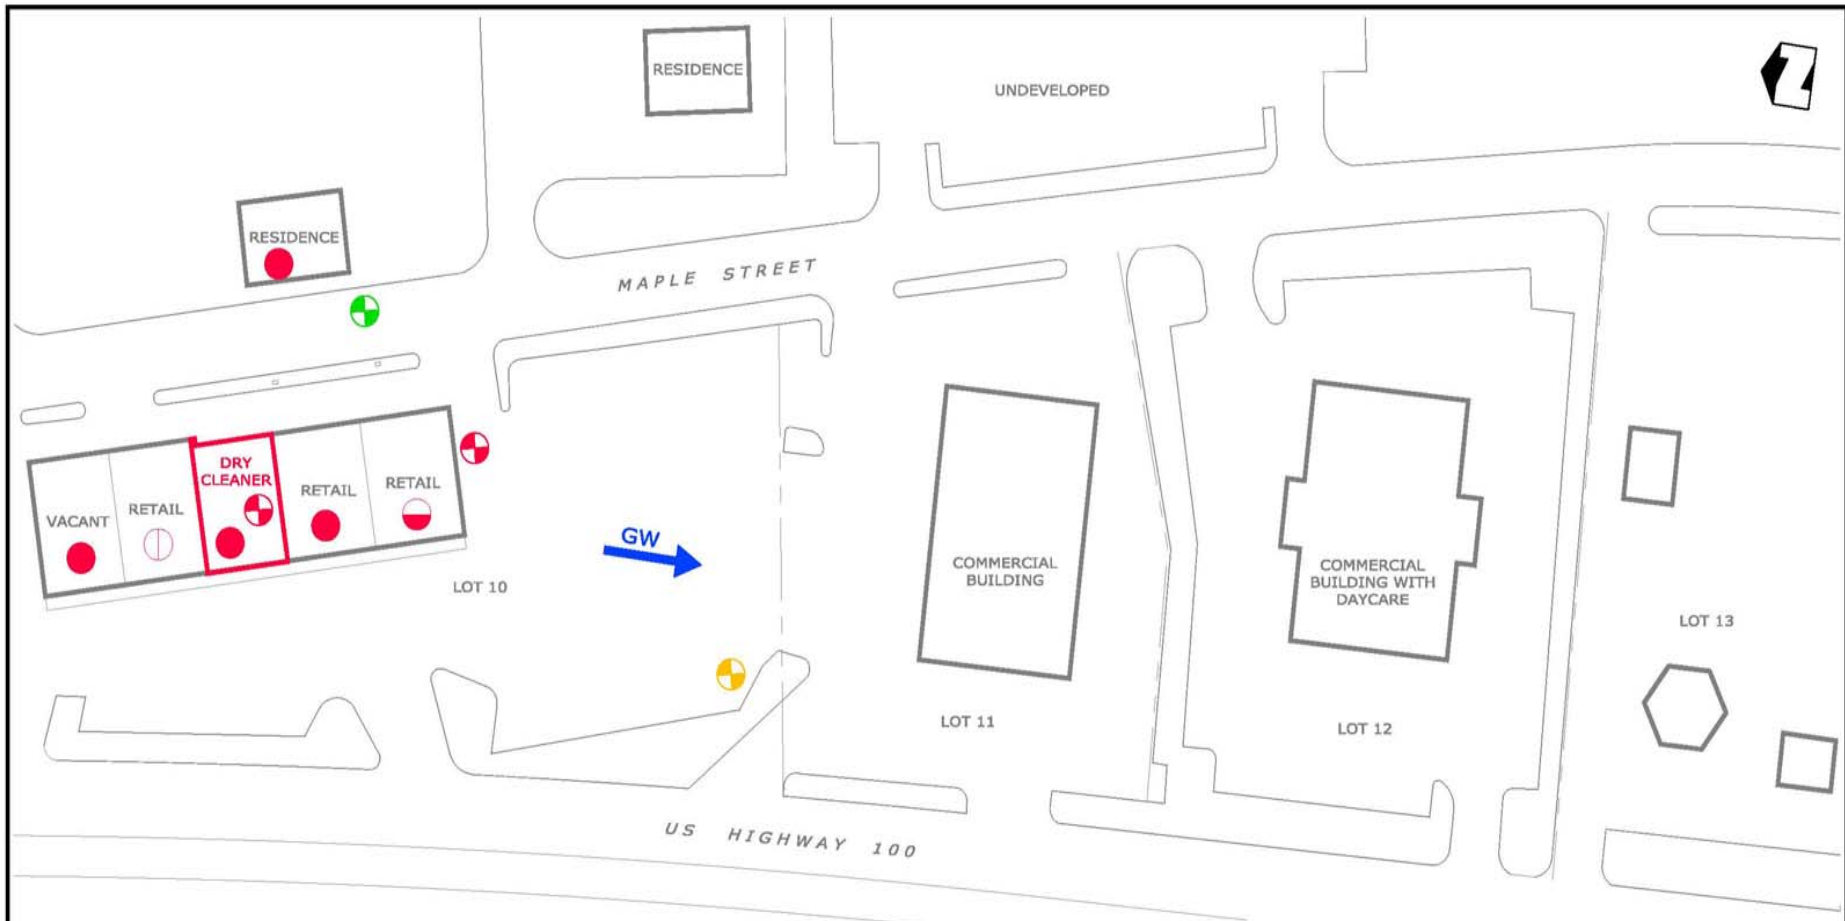 RESIDENCE
UNDEVELOPED
RESIDENCE
MAPLE STREET
DRY
CLEANER
RETAIL
RETAIL
RETAIL
VACANT
GW
LOT 10
COMMERCIAL
BUILDING
COMMERCIAL
BUILDING WITH
DAYCARE
LOT 13
LOT 11
LOT 12
US HIGHWAY 100